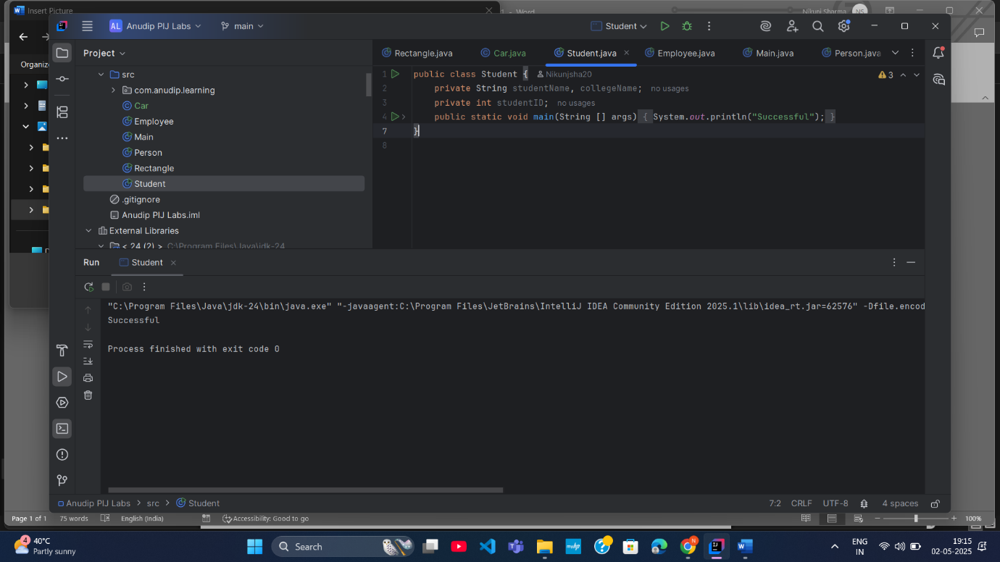 Insert Picture
1 - Word
Nikunj Sharma
NS
AL Anudip PIJ Labs main Student
Organize
Project
Rectangle.java Car.java Student.java Employee.java Main.java Person.java
src
com.anudip.learning
Car
Employee
Main
Person
Rectangle
Student
.gitignore
Anudip PIJ Labs.iml
External Libraries
< 24 (2) > C:\Program Files\Java\jdk-24
1 public class Student { Nikunjsha20
3
2 private String studentName, collegeName; no usages
3 private int studentID; no usages
4 public static void main(String [] args) { System.out.println("Successful"); }
7 }
8
Run Student
"C:\Program Files\Java\jdk-24\bin\java.exe" "-javaagent:C:\Program Files\JetBrains\IntelliJ IDEA Community Edition 2025.1\lib\idea_rt.jar=62576" -Dfile.encod
Successful
Process finished with exit code 0
Anudip PIJ Labs > src > Student 7:2 CRLF UTF-8 4 spaces
Page 1 of 1 75 words English (India) Accessibility: Good to go 100%
4 40°C
Partly sunny
Search
myhp
N
ENG
IN
19:15
02-05-2025